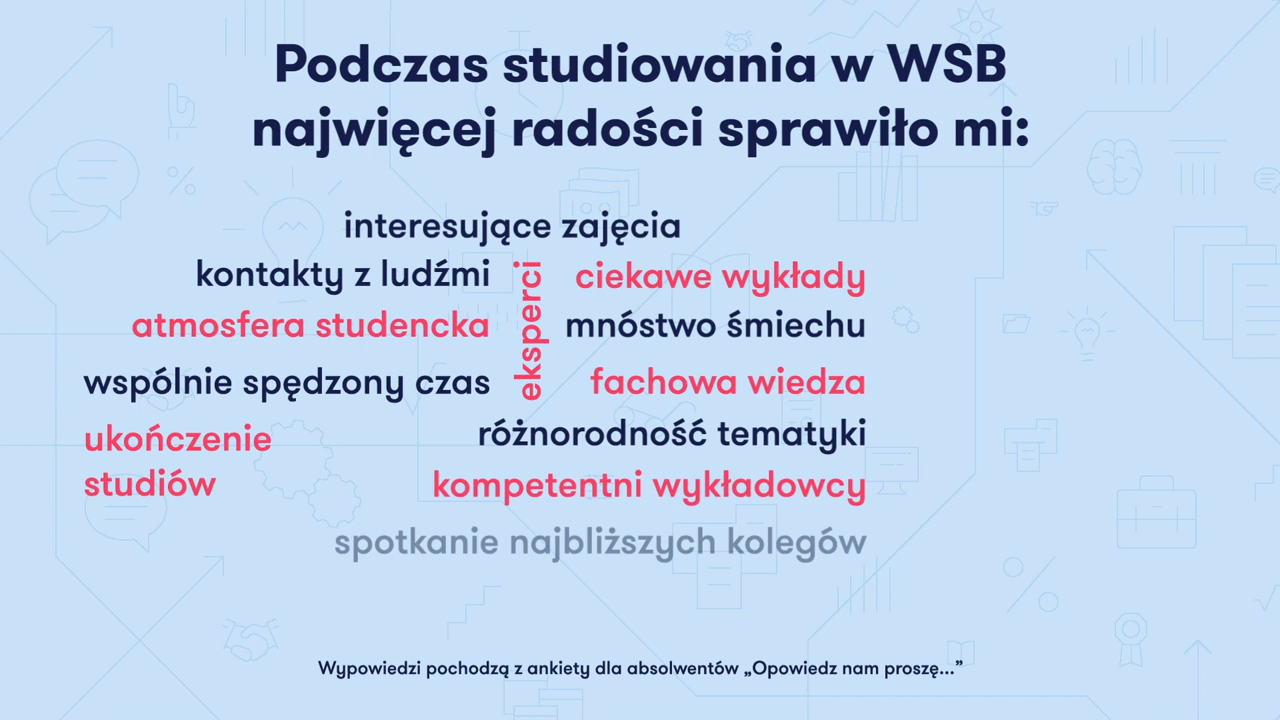 Podczas studiowania w WSB
najwięcej radości sprawiło mi:
interesujące zajęcia
kontakty z ludźmi
eksperci
ciekawe wykłady
atmosfera studencka
mnóstwo śmiechu
wspólnie spędzony czas
fachowa wiedza
ukończenie
studiów
różnorodność tematyki
kompetentni wykładowcy
spotkanie najbliższych kolegów
Wypowiedzi pochodzą z ankiety dla absolwentów „Opowiedz nam proszę...”